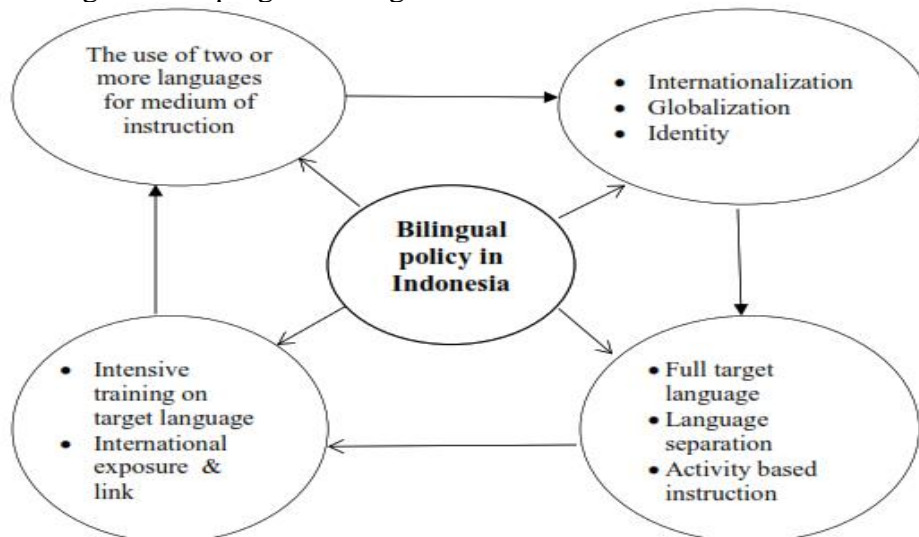 The use of two or
more languages
for medium of
instruction
• Internationalization
• Globalization
• Identity
Bilingual
policy in
Indonesia
• Intensive
training on
target language
• International
exposure & 
link
• Full target
language
• Language
separation
• Activity based
instruction